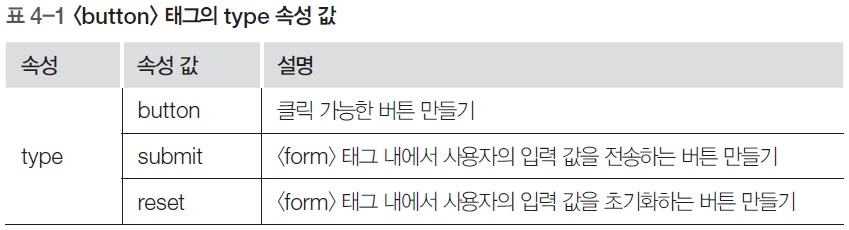 표 4-1 〈button〉 태그의 type 속성 값
속성 속성 값 설명
button 클릭 가능한 버튼 만들기
type submit 〈form〉 태그 내에서 사용자의 입력 값을 전송하는 버튼 만들기
reset 〈form〉 태그 내에서 사용자의 입력 값을 초기화하는 버튼 만들기